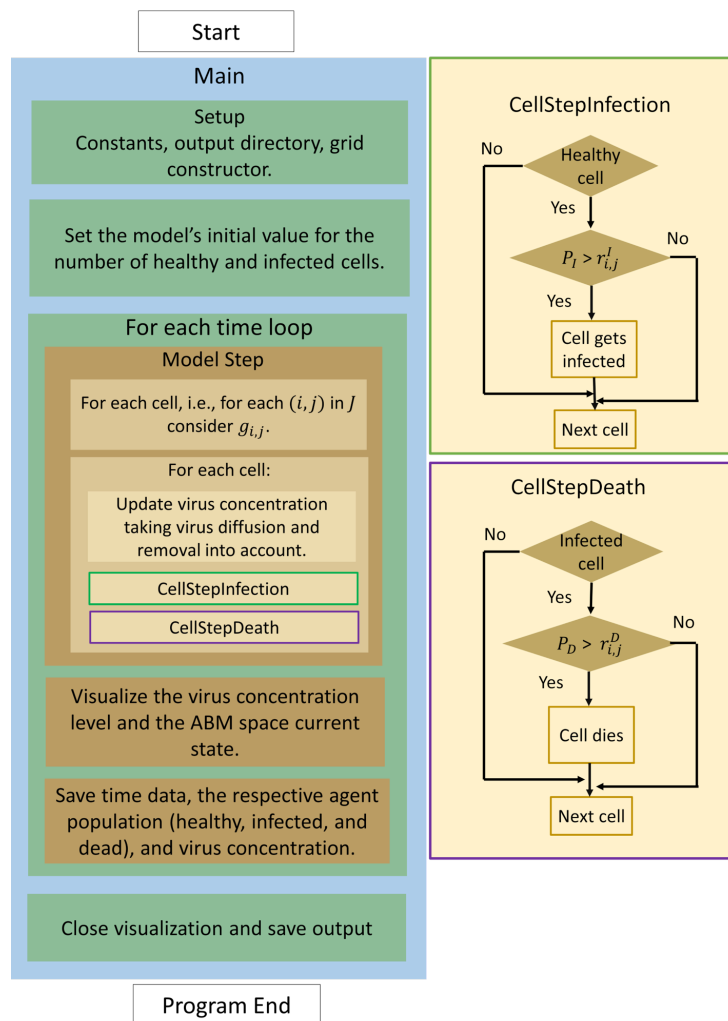 Start
Main
Setup
Constants, output directory, grid
constructor.
Set the model's initial value for the
number of healthy and infected cells.
For each time loop
Model Step
For each cell, i.e., for each (i, j) in J
consider g_{i,j}.
For each cell:
Update virus concentration
taking virus diffusion and
removal into account.
CellStepInfection
CellStepDeath
Visualize the virus concentration
level and the ABM space current
state.
Save time data, the respective agent
population (healthy, infected, and
dead), and virus concentration.
Close visualization and save output
Program End
CellStepInfection
Healthy
cell
No
Yes
P_I > r_{i,j}^I
No
Yes
Cell gets
infected
Next cell
CellStepDeath
Infected
cell
No
Yes
P_D > r_{i,j}^D
No
Yes
Cell dies
Next cell